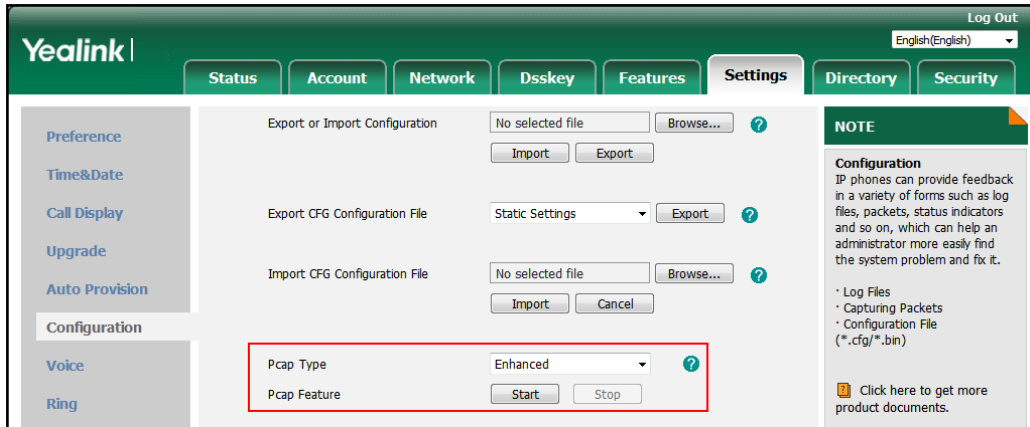 Log Out
Yealink
English(English)
Status Account Network Dsskey Features Settings Directory Security
Preference
Time&Date
Call Display
Upgrade
Auto Provision
Configuration
Voice
Ring
Export or Import Configuration No selected file Browse... ?
Import Export
Export CFG Configuration File Static Settings Export ?
Import CFG Configuration File No selected file Browse... ?
Import Cancel
Pcap Type Enhanced ?
Pcap Feature Start Stop
NOTE
Configuration
IP phones can provide feedback
in a variety of forms such as log
files, packets, status indicators
and so on, which can help an
administrator more easily find
the system problem and fix it.
· Log Files
· Capturing Packets
· Configuration File
(*.cfg/*.bin)
? Click here to get more
product documents.